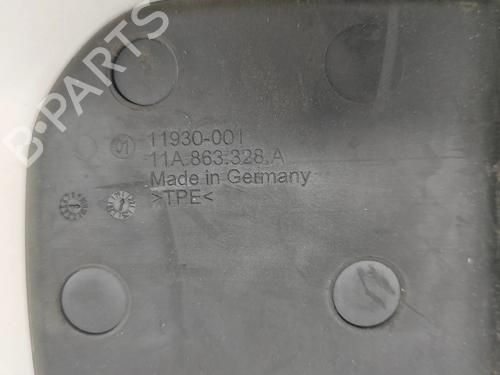 B-PARTS
11930-001
11A.863.328.A
Made in Germany
>TPE<